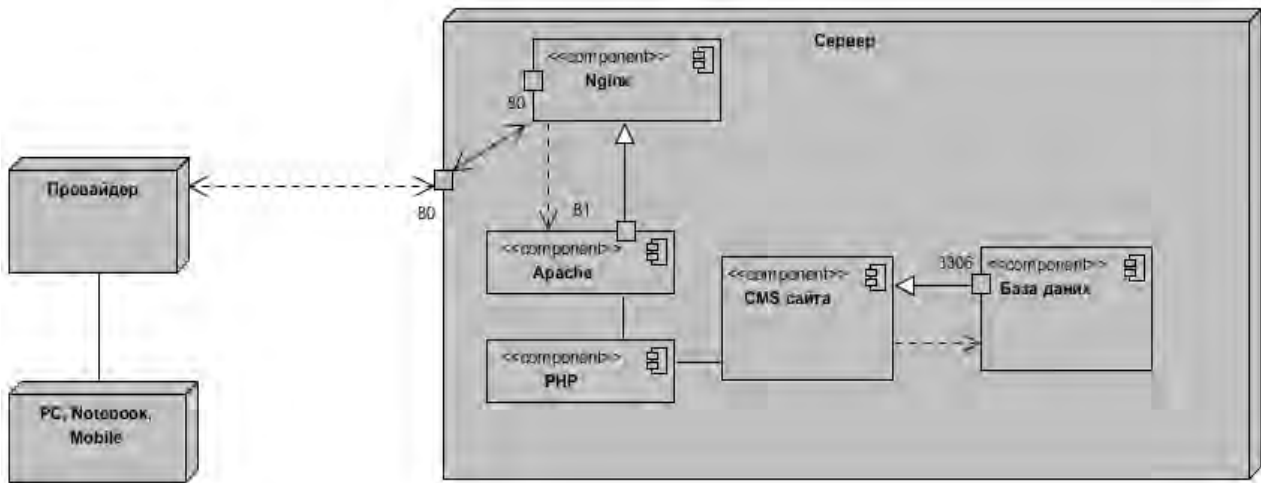 Сервер
<<component>>
Nginx
80
Провайдер
80
81
<<component>>
Apache
<<component>>
CMS сайта
3306
<<component>>
База даних
<<component>>
PHP
PC, Notebook,
Mobile